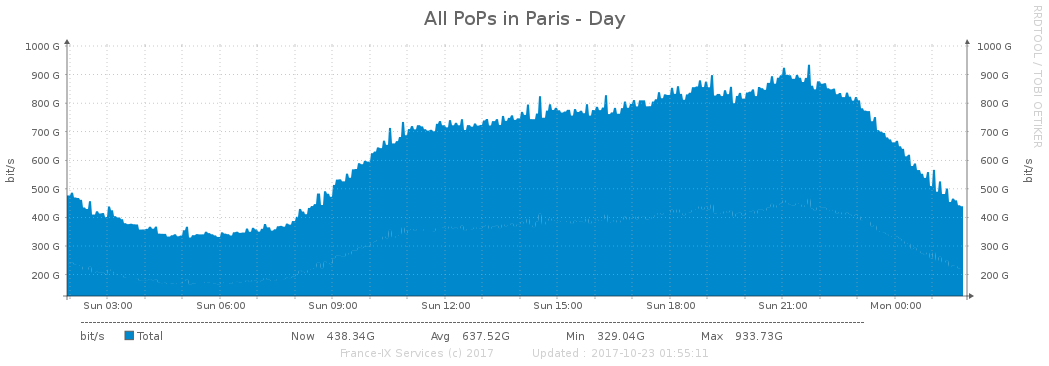 All PoPs in Paris - Day
RRDTOOL / TOBI OETIKER
1000 G 1000 G
900 G 900 G
800 G 800 G
700 G 700 G
600 G 600 G
500 G 500 G
400 G 400 G
300 G 300 G
200 G 200 G
bit/s bit/s
Sun 03:00 Sun 06:00 Sun 09:00 Sun 12:00 Sun 15:00 Sun 18:00 Sun 21:00 Mon 00:00
bit/s Total Now 438.34G Avg 637.52G Min 329.04G Max 933.73G
France-IX Services (c) 2017 Updated : 2017-10-23 01:55:11